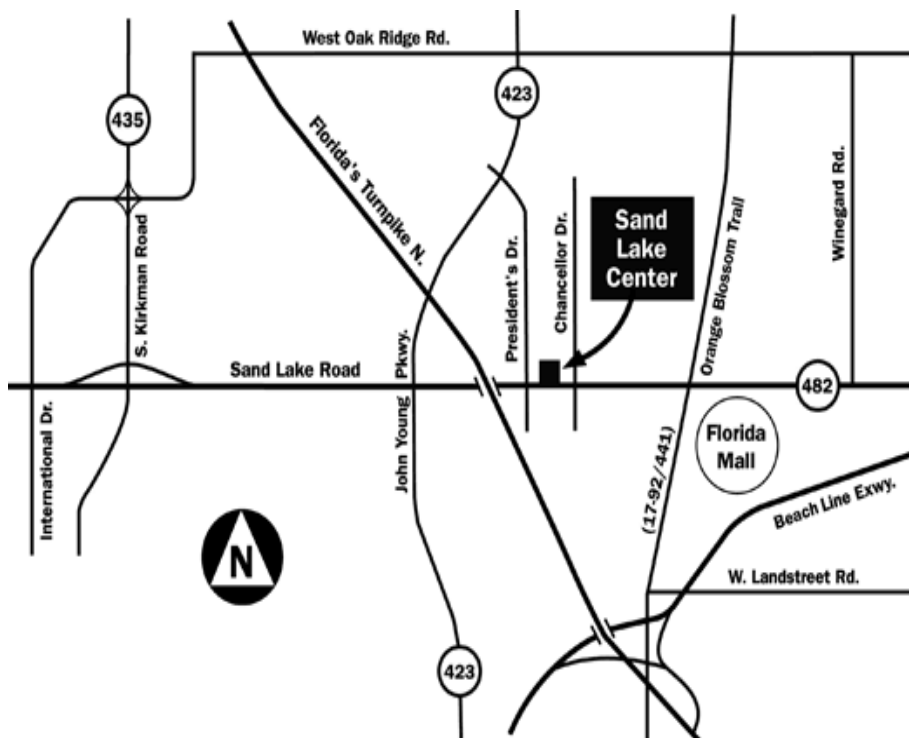 West Oak Ridge Rd.
423
435
Florida's Turnpike N.
Winegard Rd.
Sand
Lake
Center
Orange Blossom Trail
S. Kirkman Road
President's Dr.
Chancellor Dr.
Sand Lake Road
John Young Pkwy.
482
International Dr.
Florida
Mall
(17-92/441)
Beach Line Exwy.
N
W. Landstreet Rd.
423